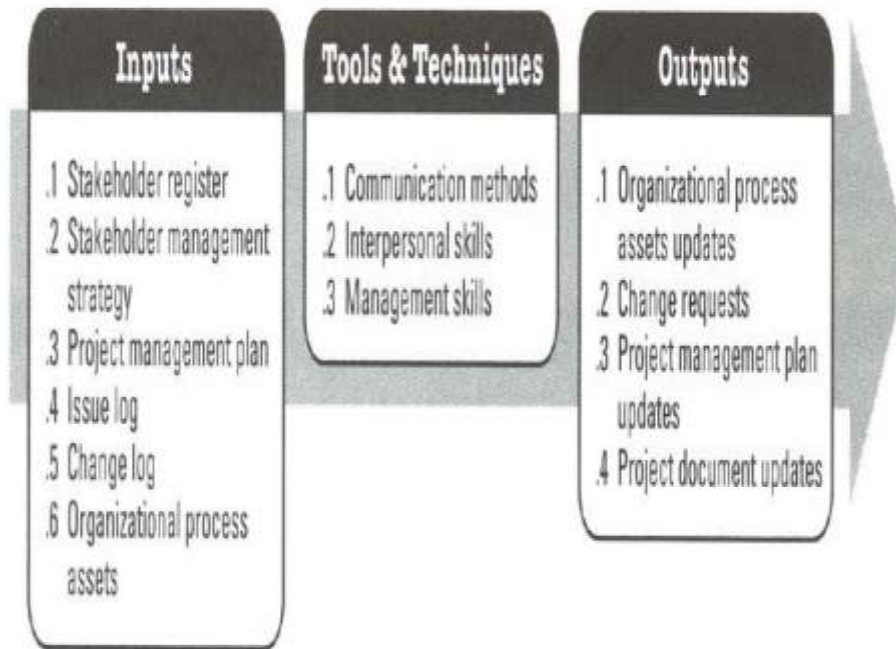 Inputs
.1 Stakeholder register
.2 Stakeholder management
strategy
.3 Project management plan
.4 Issue log
.5 Change log
.6 Organizational process
assets
Tools & Techniques
.1 Communication methods
.2 Interpersonal skills
.3 Management skills
Outputs
.1 Organizational process
assets updates
.2 Change requests
.3 Project management plan
updates
.4 Project document updates